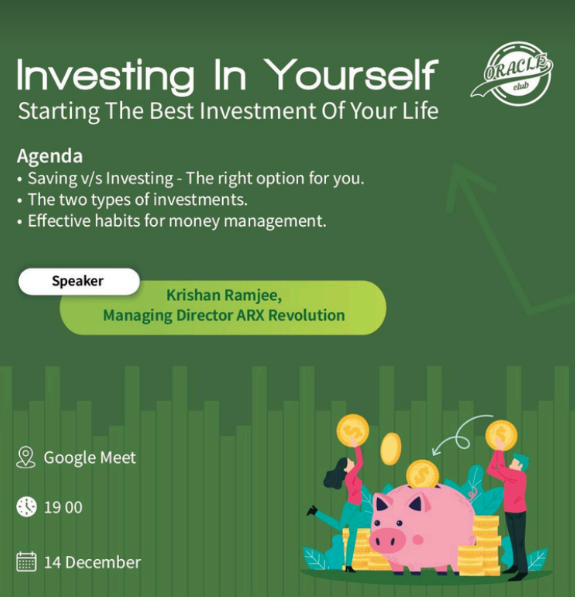 Investing In Yourself
ORACLE
club
Starting The Best Investment Of Your Life
Agenda
• Saving v/s Investing - The right option for you.
• The two types of investments.
• Effective habits for money management.
Speaker
Krishan Ramjee,
Managing Director ARX Revolution
Google Meet
19 00
14 December